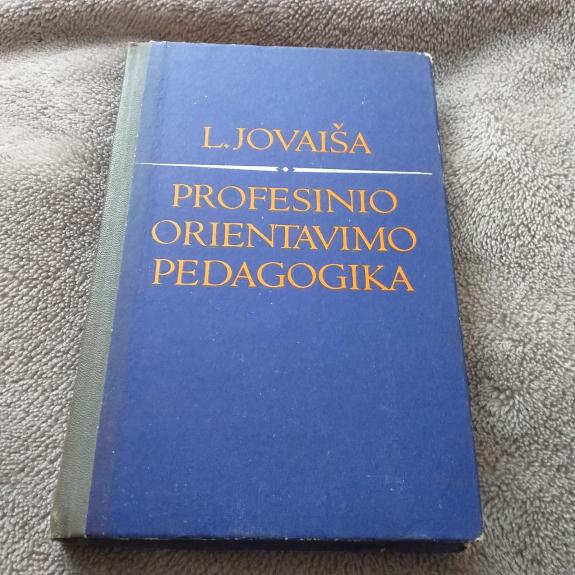 L. JOVAIŠA
PROFESINIO
ORIENTAVIMO
PEDAGOGIKA